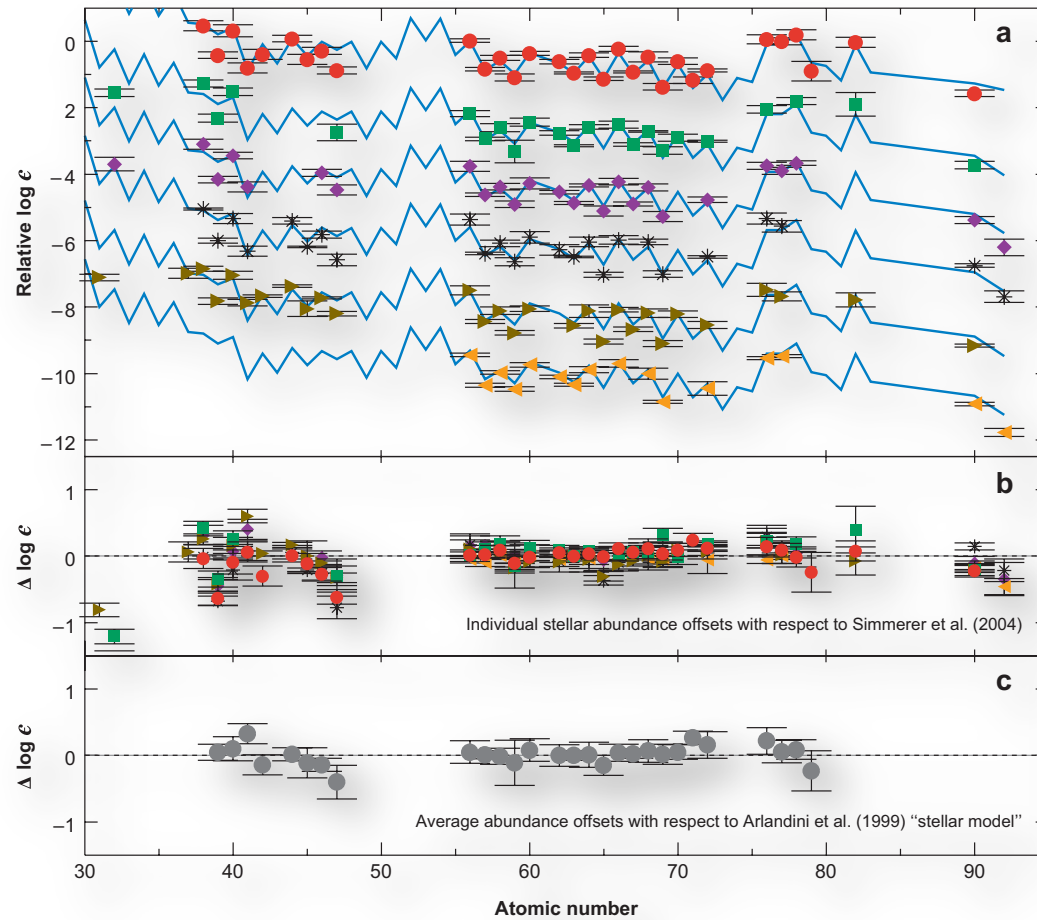 a
0
−2
−4
−6
−8
−10
−12
Relative log ϵ
b
1
0
−1
Δ log ϵ
Individual stellar abundance offsets with respect to Simmerer et al. (2004)
c
1
0
−1
Δ log ϵ
Average abundance offsets with respect to Arlandini et al. (1999) “stellar model”
30 40 50 60 70 80 90
Atomic number